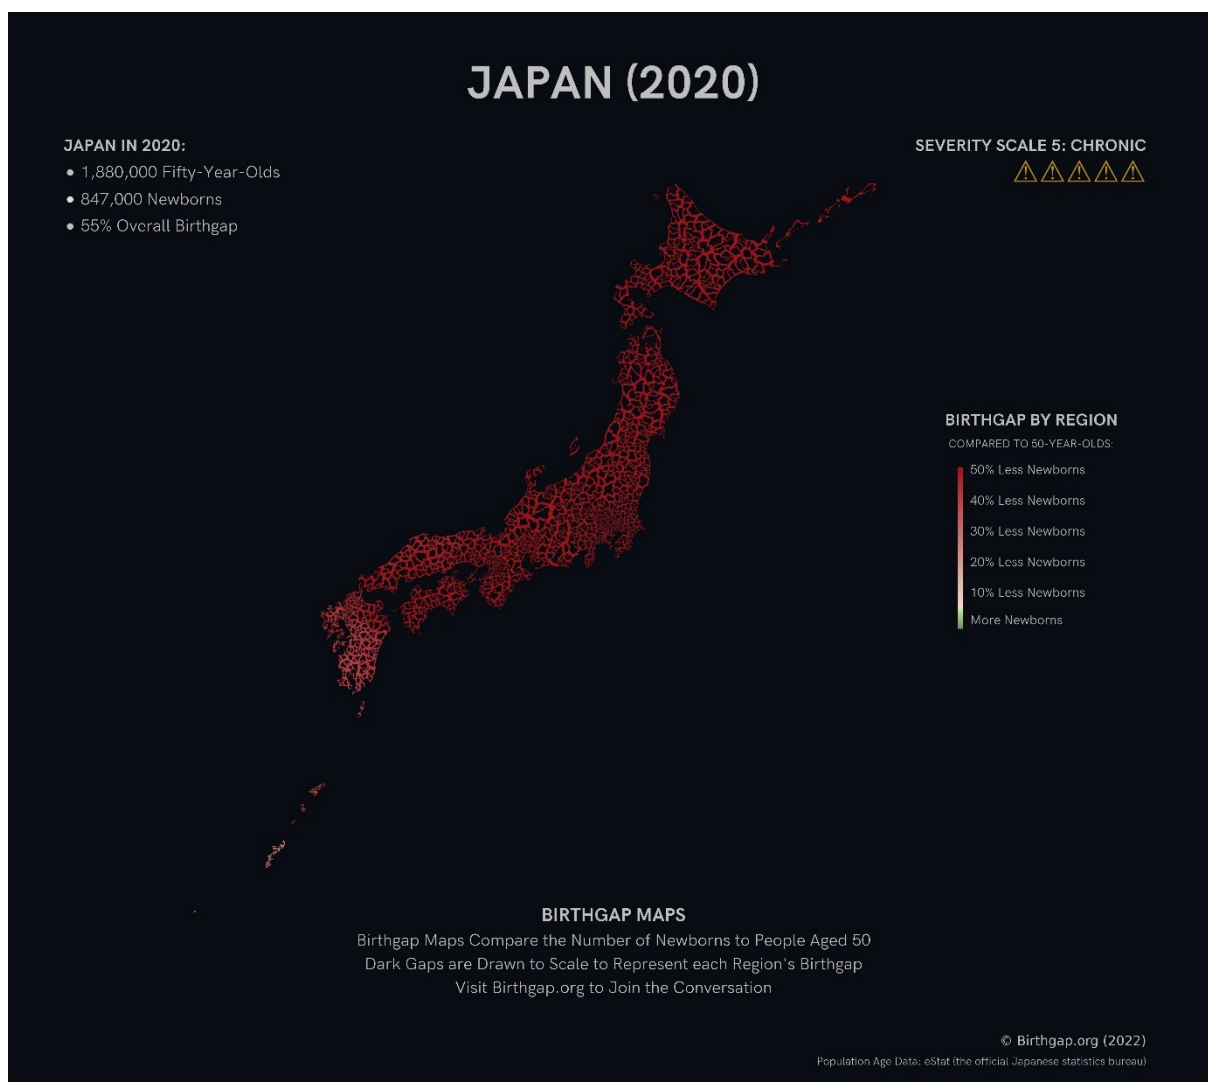 JAPAN (2020)
JAPAN IN 2020:
• 1,880,000 Fifty-Year-Olds
• 847,000 Newborns
• 55% Overall Birthgap
SEVERITY SCALE 5: CHRONIC
BIRTHGAP BY REGION
COMPARED TO 50-YEAR-OLDS:
50% Less Newborns
40% Less Newborns
30% Less Newborns
20% Less Newborns
10% Less Newborns
More Newborns
BIRTHGAP MAPS
Birthgap Maps Compare the Number of Newborns to People Aged 50
Dark Gaps are Drawn to Scale to Represent each Region's Birthgap
Visit Birthgap.org to Join the Conversation
© Birthgap.org (2022)
Population Age Data: eStat (the official Japanese statistics bureau)